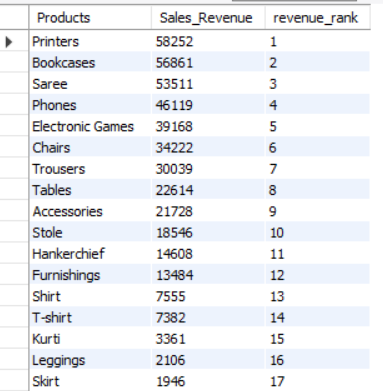 Products Sales_Revenue revenue_rank
Printers 58252 1
Bookcases 56861 2
Saree 53511 3
Phones 46119 4
Electronic Games 39168 5
Chairs 34222 6
Trousers 30039 7
Tables 22614 8
Accessories 21728 9
Stole 18546 10
Hankerchief 14608 11
Furnishings 13484 12
Shirt 7555 13
T-shirt 7382 14
Kurti 3361 15
Leggings 2106 16
Skirt 1946 17